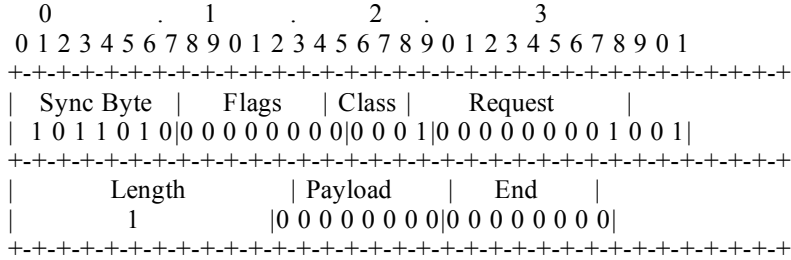 0 . 1 . 2 . 3
0 1 2 3 4 5 6 7 8 9 0 1 2 3 4 5 6 7 8 9 0 1 2 3 4 5 6 7 8 9 0 1
+-+-+-+-+-+-+-+-+-+-+-+-+-+-+-+-+-+-+-+-+-+-+-+-+-+-+-+-+-+-+-+-+
| Sync Byte | Flags | Class | Request |
| 1 0 1 1 0 1 0|0 0 0 0 0 0 0 0|0 0 0 1|0 0 0 0 0 0 0 0 1 0 0 1|
+-+-+-+-+-+-+-+-+-+-+-+-+-+-+-+-+-+-+-+-+-+-+-+-+-+-+-+-+-+-+-+-+
| Length | Payload | End |
| 1 |0 0 0 0 0 0 0 0|0 0 0 0 0 0 0 0|
+-+-+-+-+-+-+-+-+-+-+-+-+-+-+-+-+-+-+-+-+-+-+-+-+-+-+-+-+-+-+-+-+